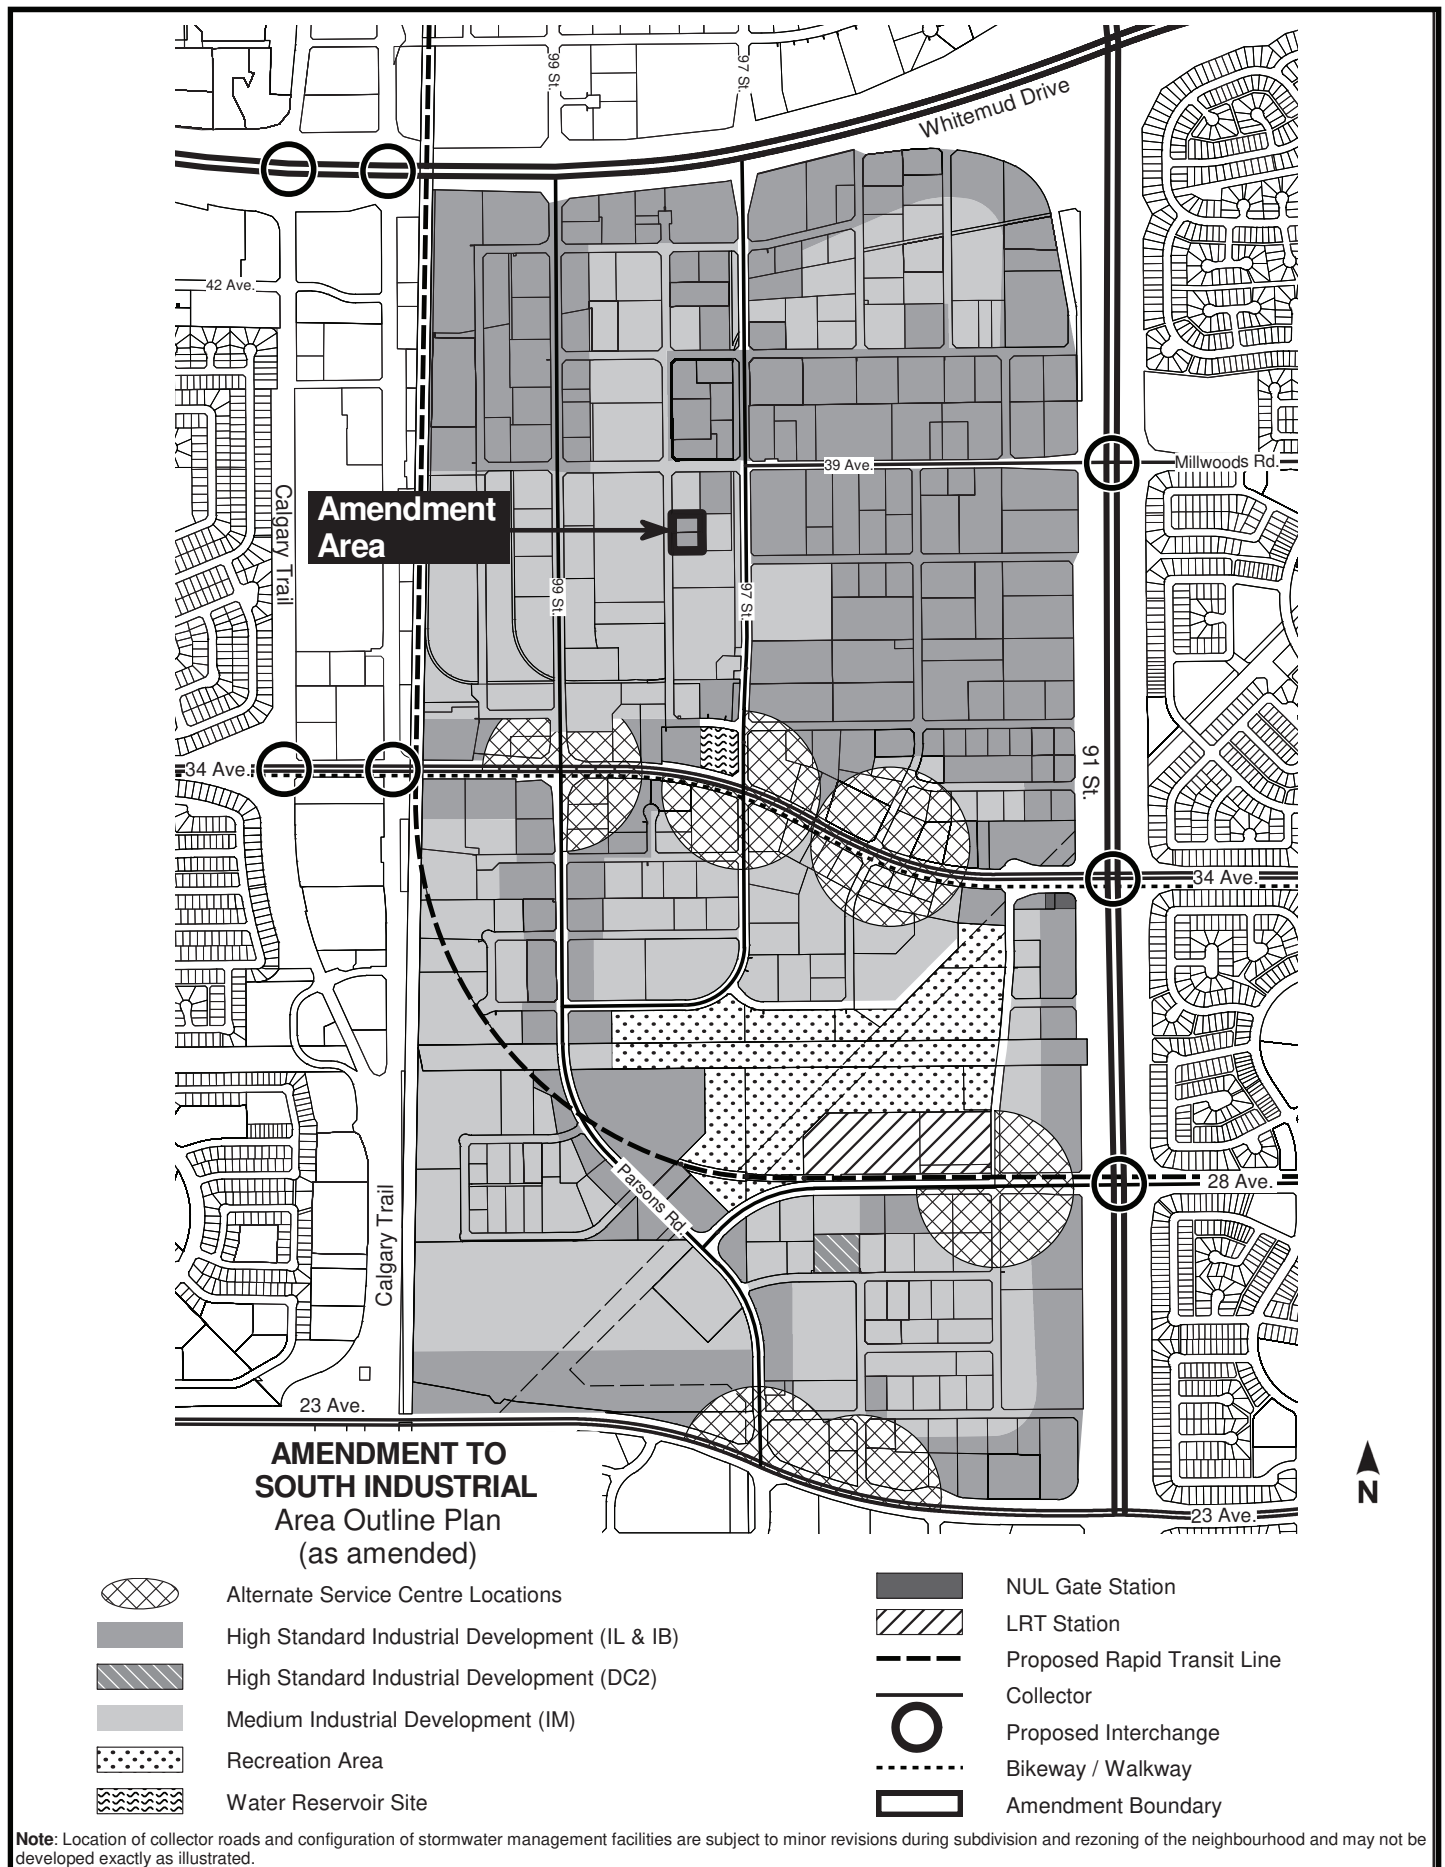 99 St.
97 St.
Whitemud Drive
42 Ave.
39 Ave.
Millwoods Rd.
Calgary Trail
Amendment
Area
99 St.
97 St.
34 Ave.
91 St.
34 Ave.
28 Ave.
Parsons Rd.
Calgary Trail
23 Ave.
23 Ave.
AMENDMENT TO
SOUTH INDUSTRIAL
Area Outline Plan
(as amended)
N
Alternate Service Centre Locations
High Standard Industrial Development (IL & IB)
High Standard Industrial Development (DC2)
Medium Industrial Development (IM)
Recreation Area
Water Reservoir Site
NUL Gate Station
LRT Station
Proposed Rapid Transit Line
Collector
Proposed Interchange
Bikeway / Walkway
Amendment Boundary
Note: Location of collector roads and configuration of stormwater management facilities are subject to minor revisions during subdivision and rezoning of the neighbourhood and may not be
developed exactly as illustrated.